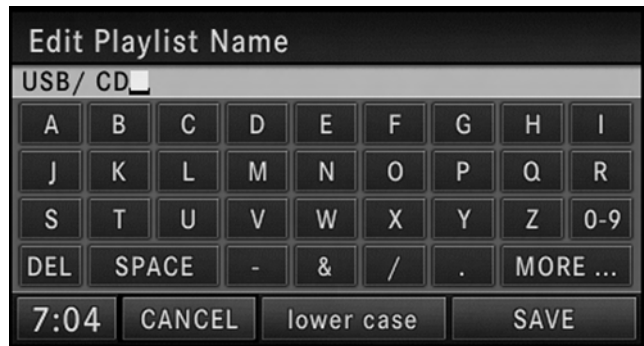 Edit Playlist Name
USB/ CD
A B C D E F G H I
J K L M N O P Q R
S T U V W X Y Z 0-9
DEL SPACE - & / . MORE ...
7:04 CANCEL lower case SAVE